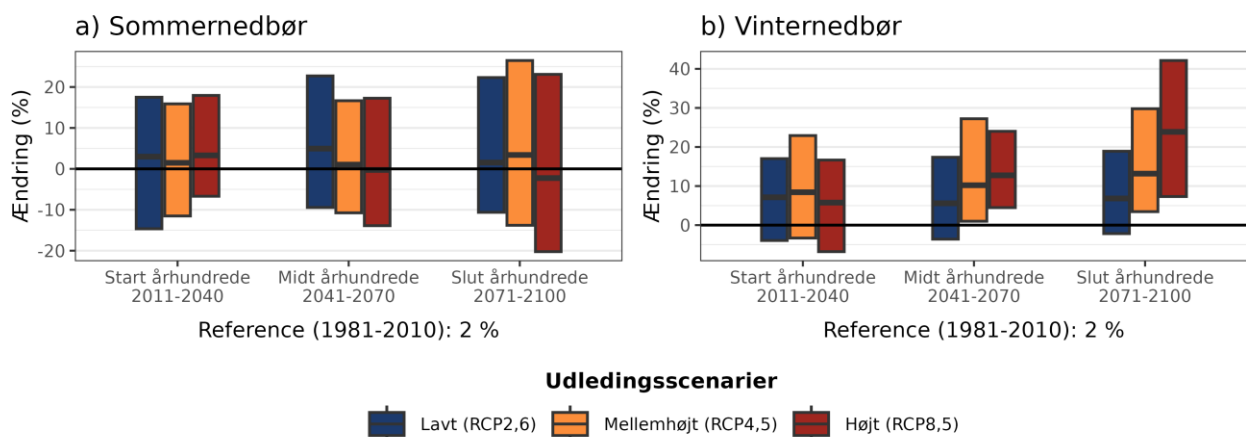 a) Sommernedbør
Ændring (%)
20
10
0
-10
-20
Start århundrede
2011-2040
Midt århundrede
2041-2070
Slut århundrede
2071-2100
Reference (1981-2010): 2 %
b) Vinternedbør
Ændring (%)
40
30
20
10
0
Start århundrede
2011-2040
Midt århundrede
2041-2070
Slut århundrede
2071-2100
Reference (1981-2010): 2 %
Udledingsscenarier
Lavt (RCP2,6)
Mellemhøjt (RCP4,5)
Højt (RCP8,5)